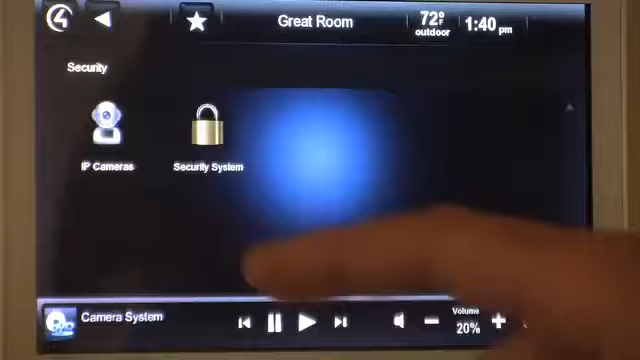 Great Room
72°F
outdoor
1:40 pm
Security
IP Cameras
Security System
Camera System
Volume
20%